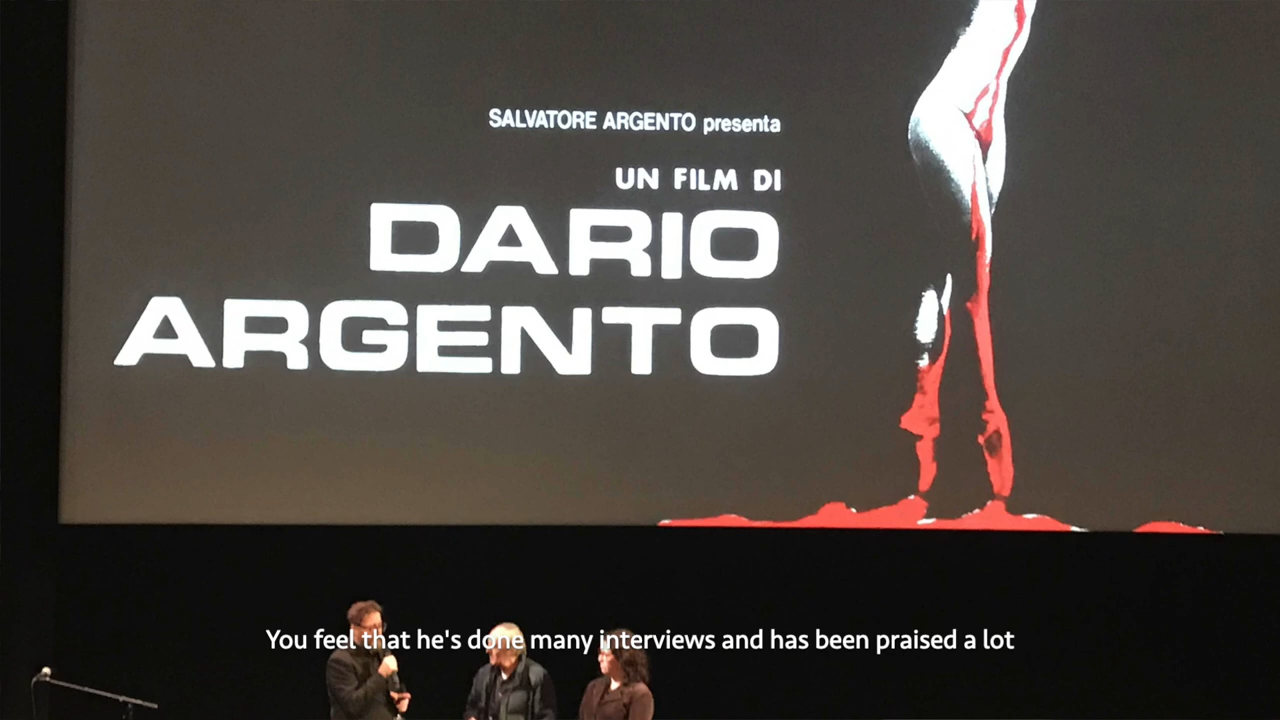 SALVATORE ARGENTO presenta
UN FILM DI
DARIO
ARGENTO
You feel that he's done many interviews and has been praised a lot